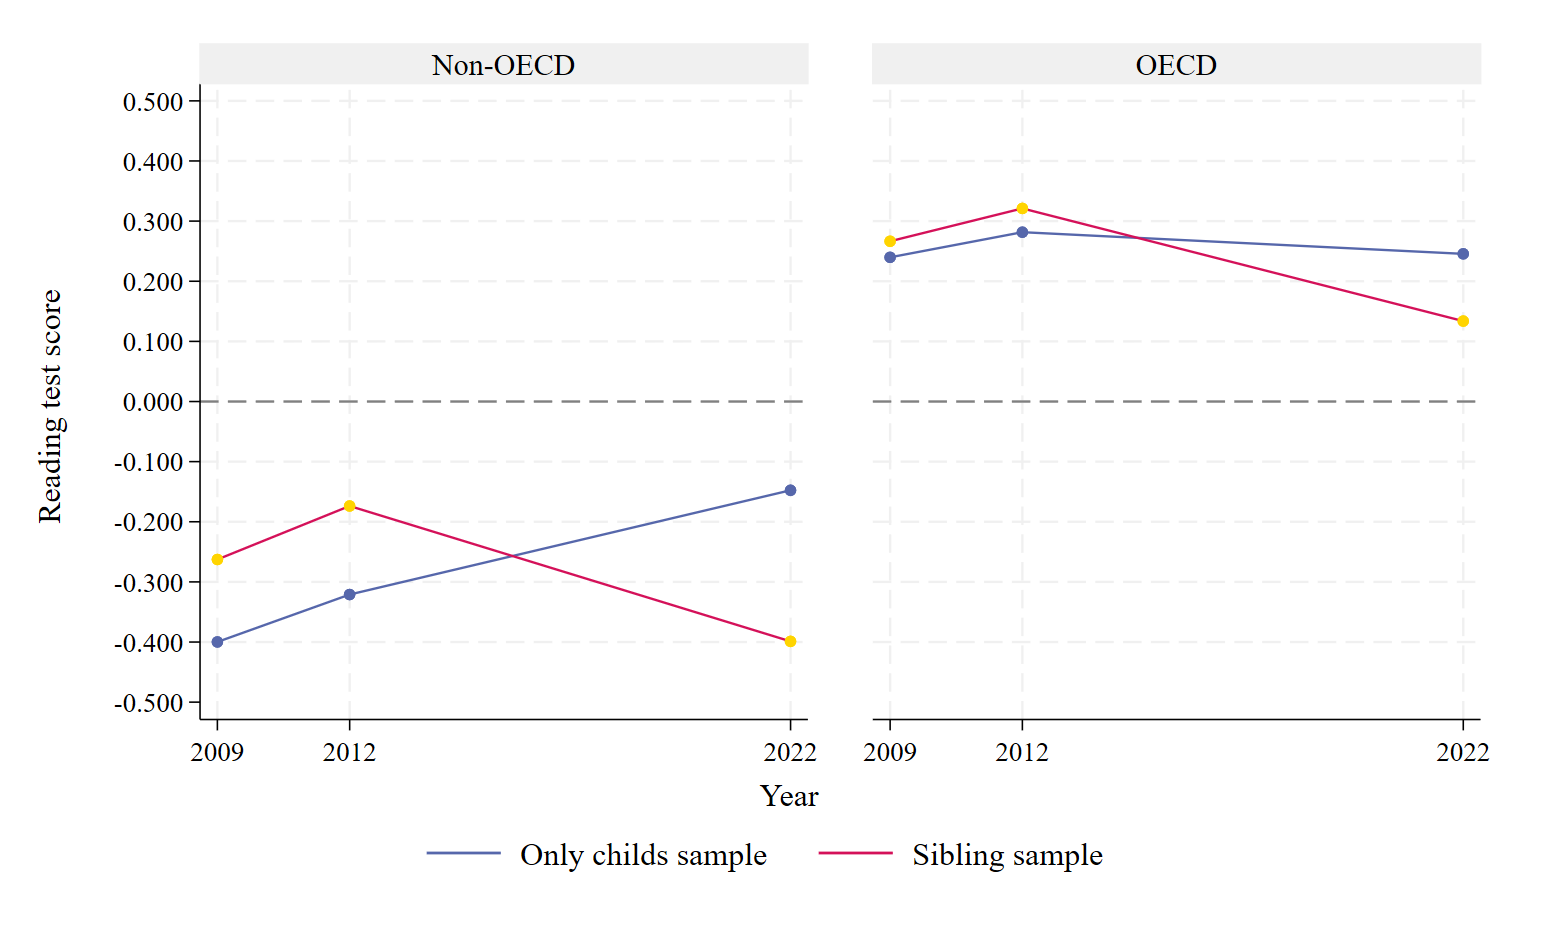 Non-OECD
OECD
Reading test score
0.500
0.400
0.300
0.200
0.100
0.000
-0.100
-0.200
-0.300
-0.400
-0.500
2009 2012 2022 2009 2012 2022
Year
Only childs sample Sibling sample